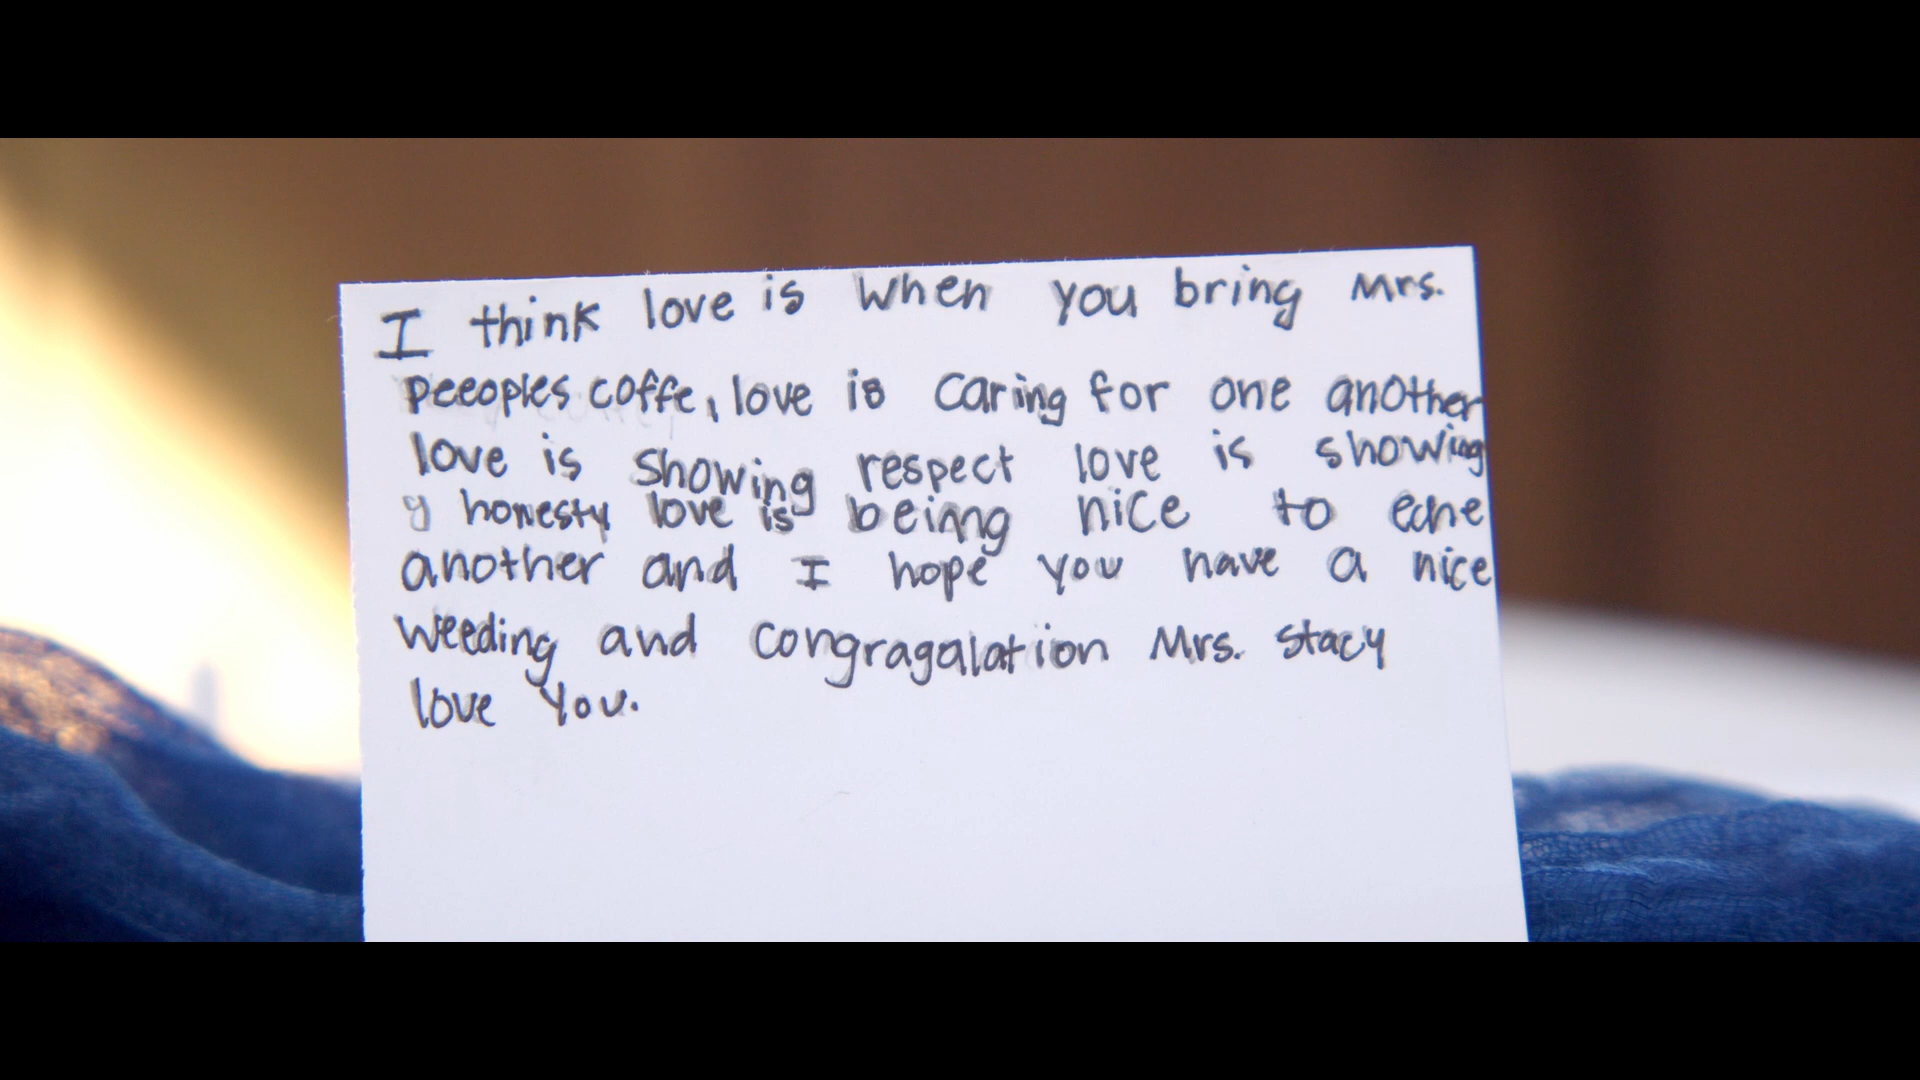 I think love is when you bring Mrs.
peeoples coffe, love is caring for one another
love is showing respect love is showing
y honesty love is being nice to eche
another and I hope you have a nice
weeding and congragalation Mrs. Stacy
love you.